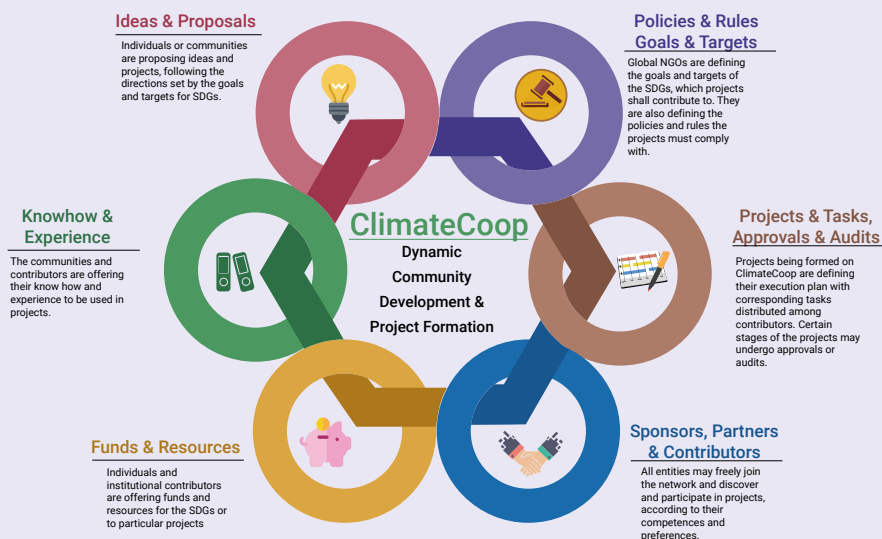 Ideas & Proposals
Individuals or communities
are proposing ideas and
projects, following the
directions set by the goals
and targets for SDGs.
Policies & Rules
Goals & Targets
Global NGOs are defining
the goals and targets of
the SDGs, which projects
shall contribute to. They
are also defining the
policies and rules the
projects must comply
with.
Knowhow &
Experience
The communities and
contributors are offering
their know how and
experience to be used in
projects.
ClimateCoop
Dynamic
Community
Development &
Project Formation
Projects & Tasks,
Approvals & Audits
Projects being formed on
ClimateCoop are defining
their execution plan with
corresponding tasks
distributed among
contributors. Certain
stages of the projects may
undergo approvals or
audits.
Funds & Resources
Individuals and
institutional contributors
are offering funds and
resources for the SDGs or
to particular projects
Sponsors, Partners
& Contributors
All entities may freely join
the network and discover
and participate in projects,
according to their
competences and
preferences.